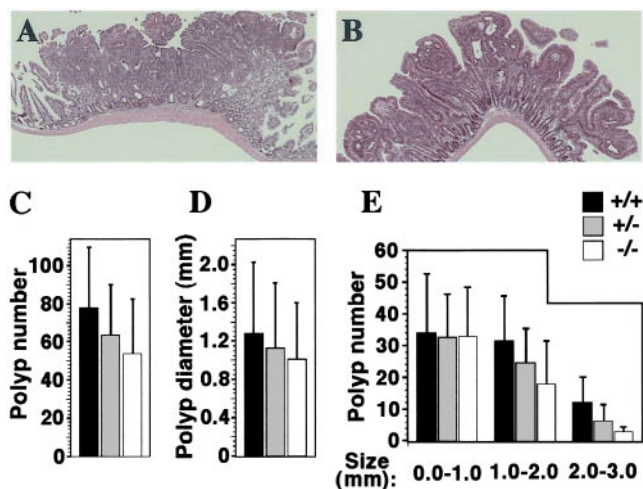 A
B
C
D
E
+/+
+/-
-/-
Polyp number
100
80
60
40
20
0
Polyp diameter (mm)
2.0
1.6
1.2
0.8
0.4
0
Polyp number
60
50
40
30
20
10
0
Size
(mm):
0.0-1.0
1.0-2.0
2.0-3.0